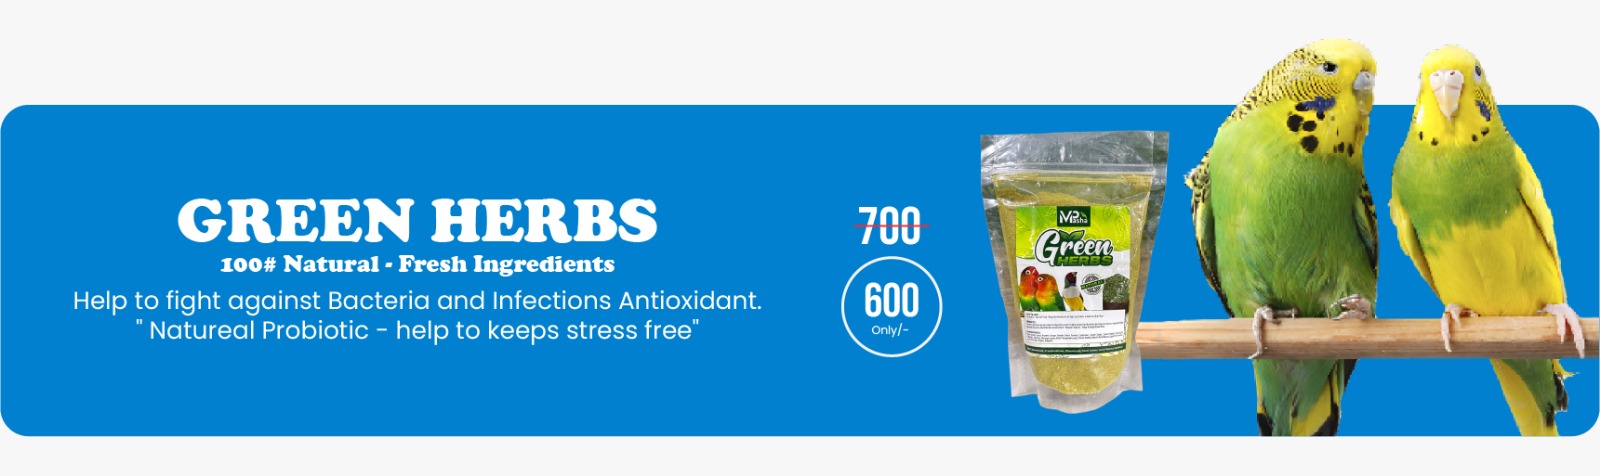 GREEN HERBS
100# Natural - Fresh Ingredients
Help to fight against Bacteria and Infections Antioxidant.
" Natureal Probiotic - help to keeps stress free"
700
600
Only/-
MPasha
Green
HERBS